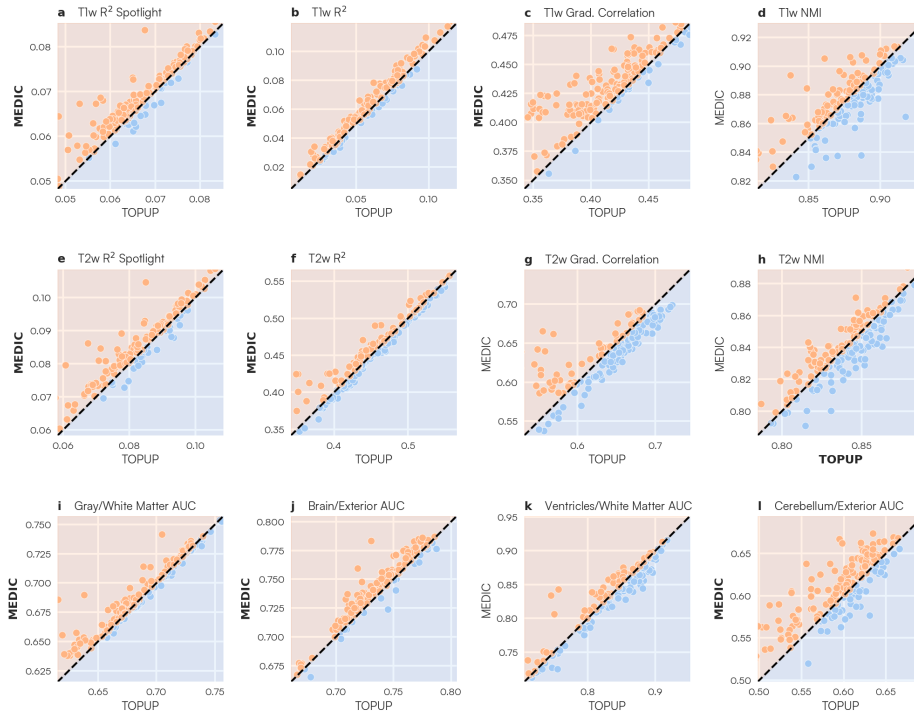 a T1w R² Spotlight
b T1w R²
c T1w Grad. Correlation
d T1w NMI
0.08
0.07
0.06
0.05
MEDIC
0.05 0.06 0.07 0.08
TOPUP
0.10
0.08
0.06
0.04
0.02
MEDIC
0.05 0.10
TOPUP
0.475
0.450
0.425
0.400
0.375
0.350
MEDIC
0.35 0.40 0.45
TOPUP
0.92
0.90
0.88
0.86
0.84
0.82
MEDIC
0.85 0.90
TOPUP
e T2w R² Spotlight
f T2w R²
g T2w Grad. Correlation
h T2w NMI
0.10
0.09
0.08
0.07
0.06
MEDIC
0.06 0.08 0.10
TOPUP
0.55
0.50
0.45
0.40
0.35
MEDIC
0.4 0.5
TOPUP
0.70
0.65
0.60
0.55
MEDIC
0.6 0.7
TOPUP
0.88
0.86
0.84
0.82
0.80
MEDIC
0.80 0.85
TOPUP
i Gray/White Matter AUC
j Brain/Exterior AUC
k Ventricles/White Matter AUC
l Cerebellum/Exterior AUC
0.750
0.725
0.700
0.675
0.650
0.625
MEDIC
0.65 0.70 0.75
TOPUP
0.800
0.775
0.750
0.725
0.700
0.675
MEDIC
0.70 0.75 0.80
TOPUP
0.95
0.90
0.85
0.80
0.75
MEDIC
0.8 0.9
TOPUP
0.65
0.60
0.55
0.50
MEDIC
0.50 0.55 0.60 0.65
TOPUP